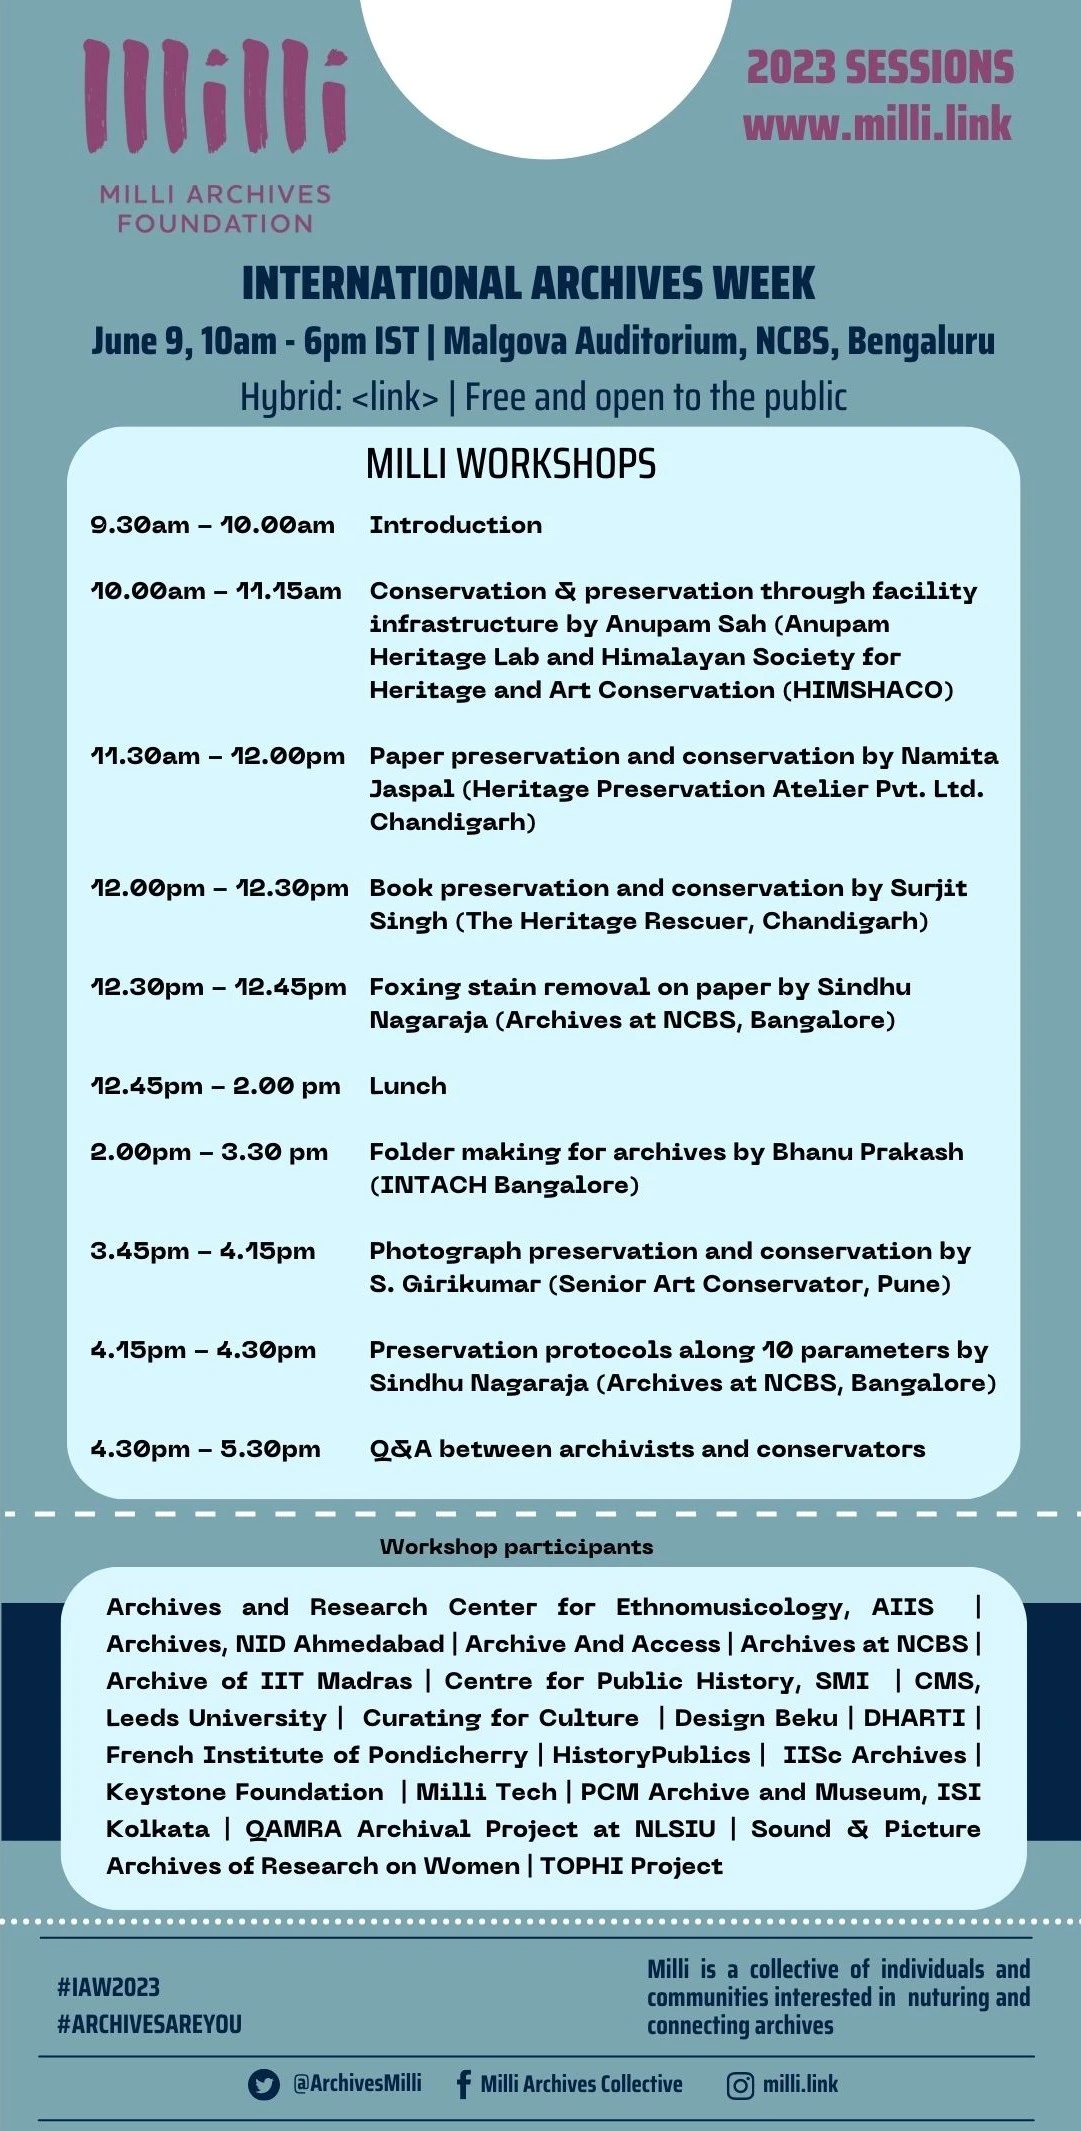 Milli
MILLI ARCHIVES
FOUNDATION
2023 SESSIONS
www.milli.link
INTERNATIONAL ARCHIVES WEEK
June 9, 10am - 6pm IST | Malgova Auditorium, NCBS, Bengaluru
Hybrid: <link> | Free and open to the public
MILLI WORKSHOPS
9.30am – 10.00am Introduction
10.00am – 11.15am Conservation & preservation through facility
infrastructure by Anupam Sah (Anupam
Heritage Lab and Himalayan Society for
Heritage and Art Conservation (HIMSHACO)
11.30am – 12.00pm Paper preservation and conservation by Namita
Jaspal (Heritage Preservation Atelier Pvt. Ltd.
Chandigarh)
12.00pm – 12.30pm Book preservation and conservation by Surjit
Singh (The Heritage Rescuer, Chandigarh)
12.30pm – 12.45pm Foxing stain removal on paper by Sindhu
Nagaraja (Archives at NCBS, Bangalore)
12.45pm – 2.00 pm Lunch
2.00pm – 3.30 pm Folder making for archives by Bhanu Prakash
(INTACH Bangalore)
3.45pm – 4.15pm Photograph preservation and conservation by
S. Girikumar (Senior Art Conservator, Pune)
4.15pm – 4.30pm Preservation protocols along 10 parameters by
Sindhu Nagaraja (Archives at NCBS, Bangalore)
4.30pm – 5.30pm Q&A between archivists and conservators
Workshop participants
Archives and Research Center for Ethnomusicology, AIIS |
Archives, NID Ahmedabad | Archive And Access | Archives at NCBS |
Archive of IIT Madras | Centre for Public History, SMI | CMS,
Leeds University | Curating for Culture | Design Beku | DHARTI |
French Institute of Pondicherry | HistoryPublics | IISc Archives |
Keystone Foundation | Milli Tech | PCM Archive and Museum, ISI
Kolkata | QAMRA Archival Project at NLSIU | Sound & Picture
Archives of Research on Women | TOPHI Project
#IAW2023
#ARCHIVESAREYOU
Milli is a collective of individuals and
communities interested in nuturing and
connecting archives
@ArchivesMilli Milli Archives Collective milli.link